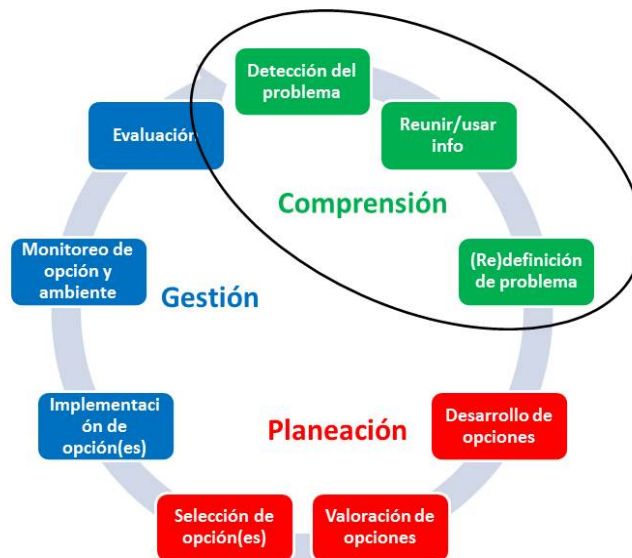 Detección del
problema
Reunir/usar
info
(Re)definición
de problema
Desarrollo de
opciones
Valoración de
opciones
Selección de
opción(es)
Implementaci
ón de
opción(es)
Monitoreo de
opción y
ambiente
Evaluación
Comprensión
Gestión
Planeación